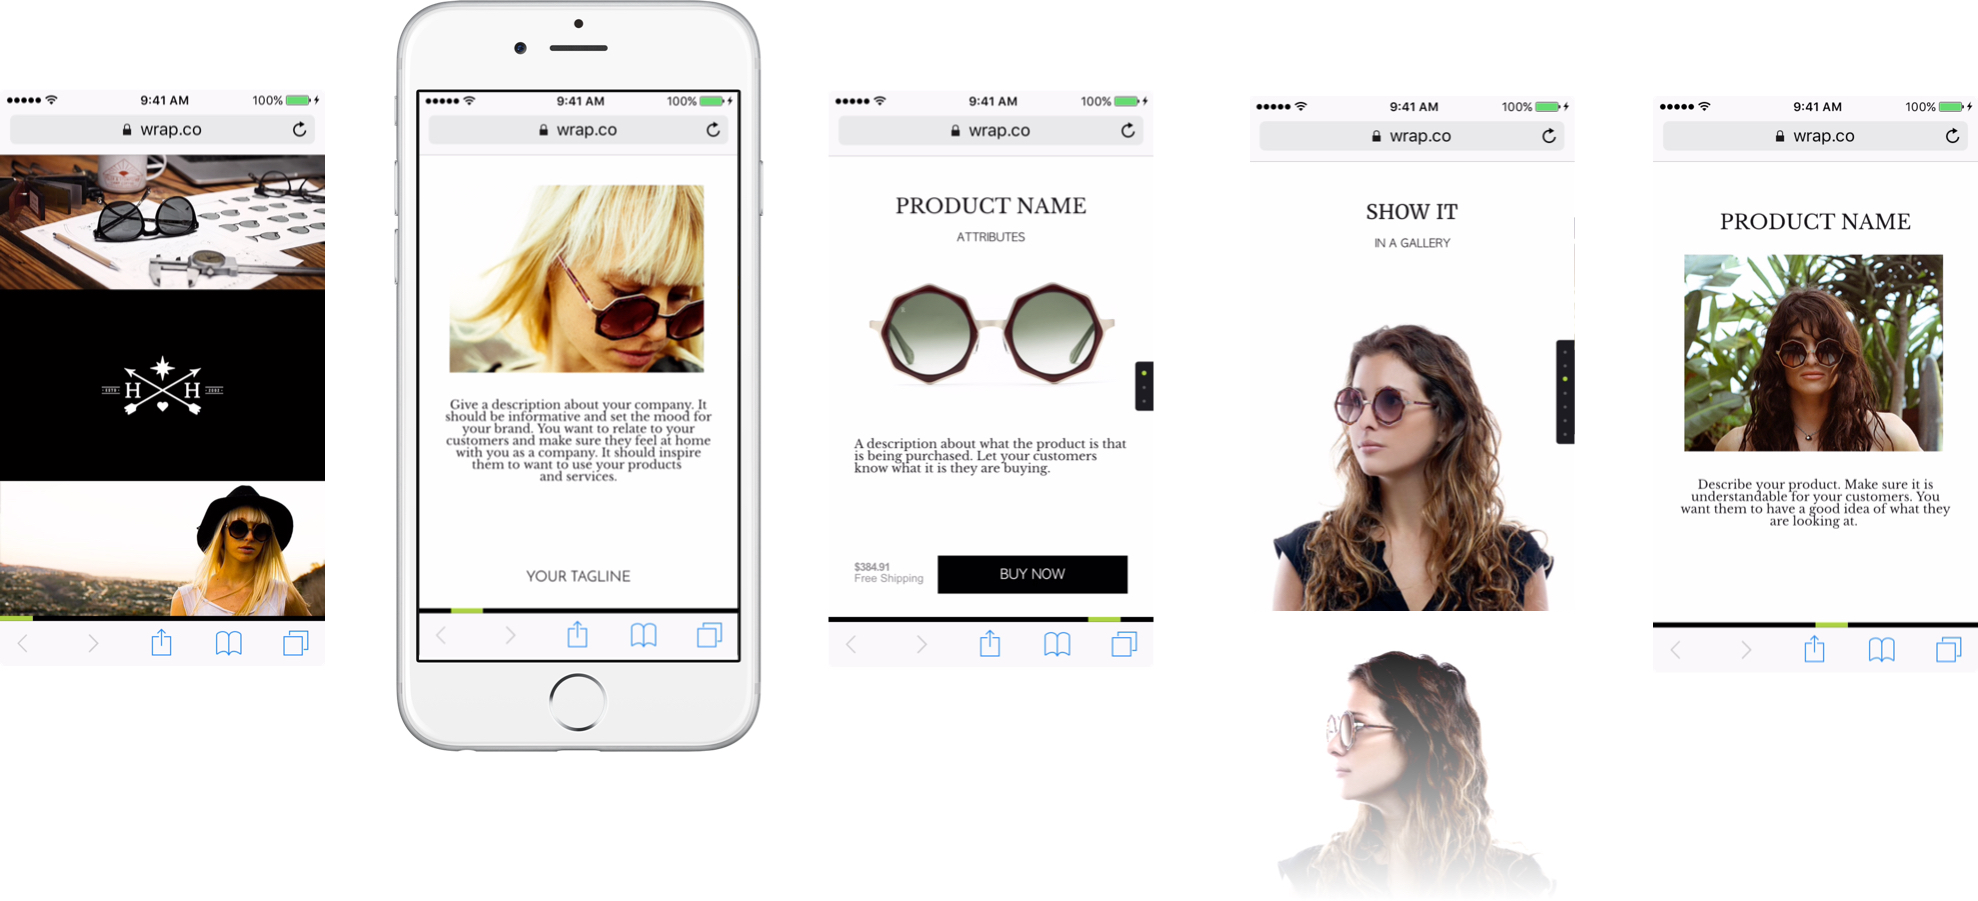 9:41 AM
100%
wrap.co
H H
9:41 AM
100%
wrap.co
Give a description about your company. It
should be informative and set the mood for
your brand. You want to relate to your
customers and make sure they feel at home
with you as a company. It should inspire
them to want to use your products
and services.
YOUR TAGLINE
9:41 AM
100%
wrap.co
PRODUCT NAME
ATTRIBUTES
A description about what the product is that
is being purchased. Let your customers
know what it is they are buying.
$384.91
Free Shipping
BUY NOW
9:41 AM
100%
wrap.co
SHOW IT
IN A GALLERY
9:41 AM
100%
wrap.co
PRODUCT NAME
Describe your product. Make sure it is
understandable for your customers. You
want them to have a good idea of what they
are looking at.